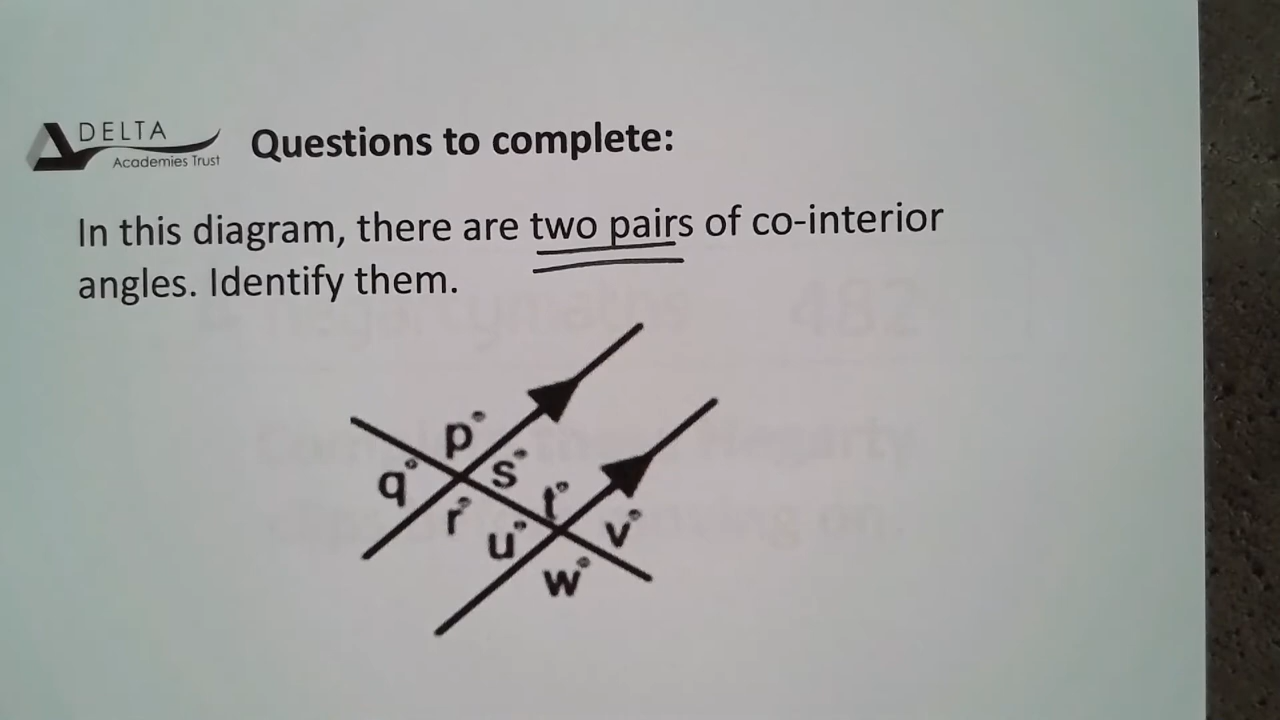 DELTA
Academies Trust
Questions to complete:
In this diagram, there are two pairs of co-interior
angles. Identify them.
p°
q°
s°
r°
t°
u°
v°
w°